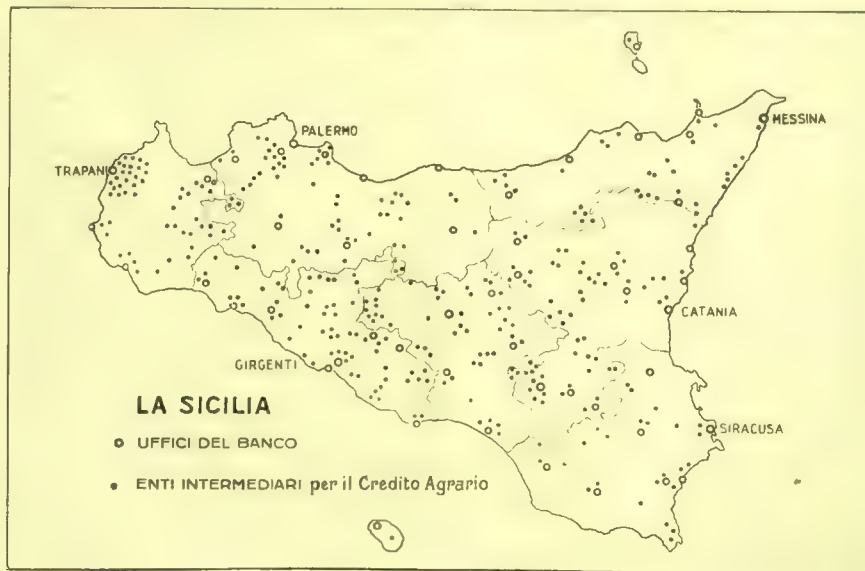 PALERMO
MESSINA
TRAPANI
CATANIA
GIRGENTI
LA SICILIA
SIRACUSA
UFFICI DEL BANCO
ENTI INTERMEDIARI per il Credito Agrario